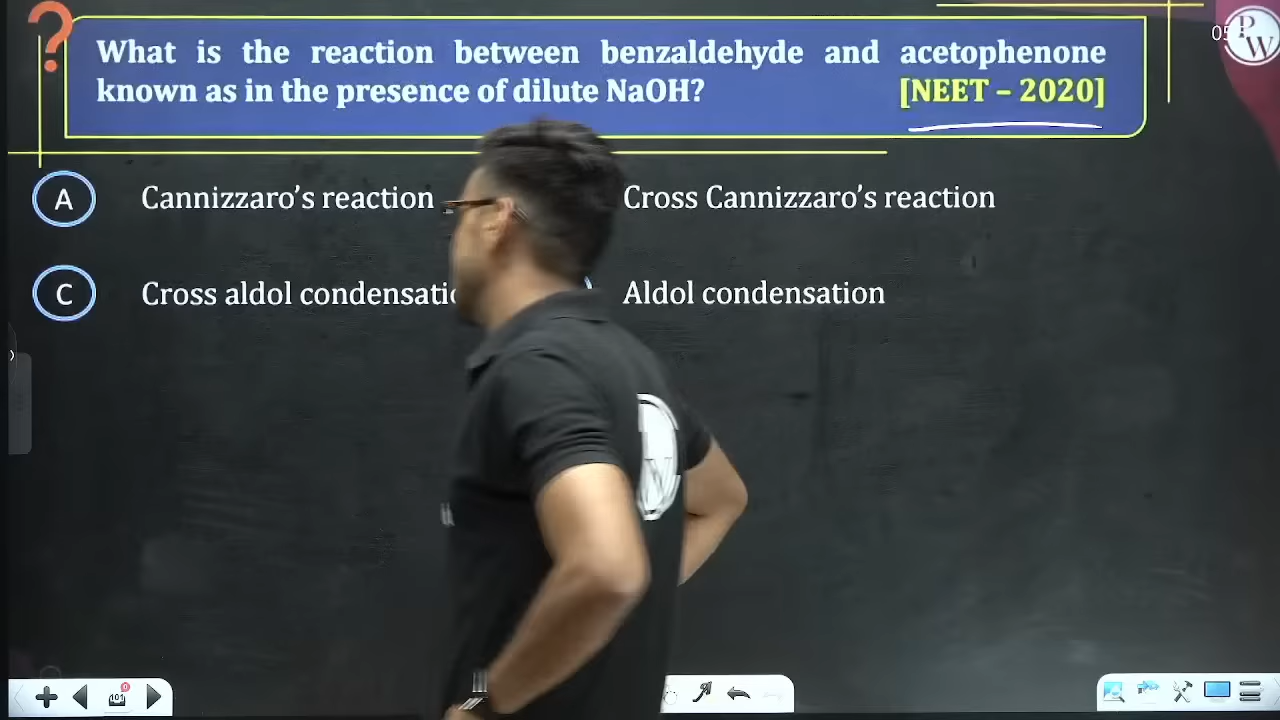 What is the reaction between benzaldehyde and acetophenone
known as in the presence of dilute NaOH? [NEET – 2020]
A Cannizzaro's reaction Cross Cannizzaro's reaction
C Cross aldol Aldol condensation
PW